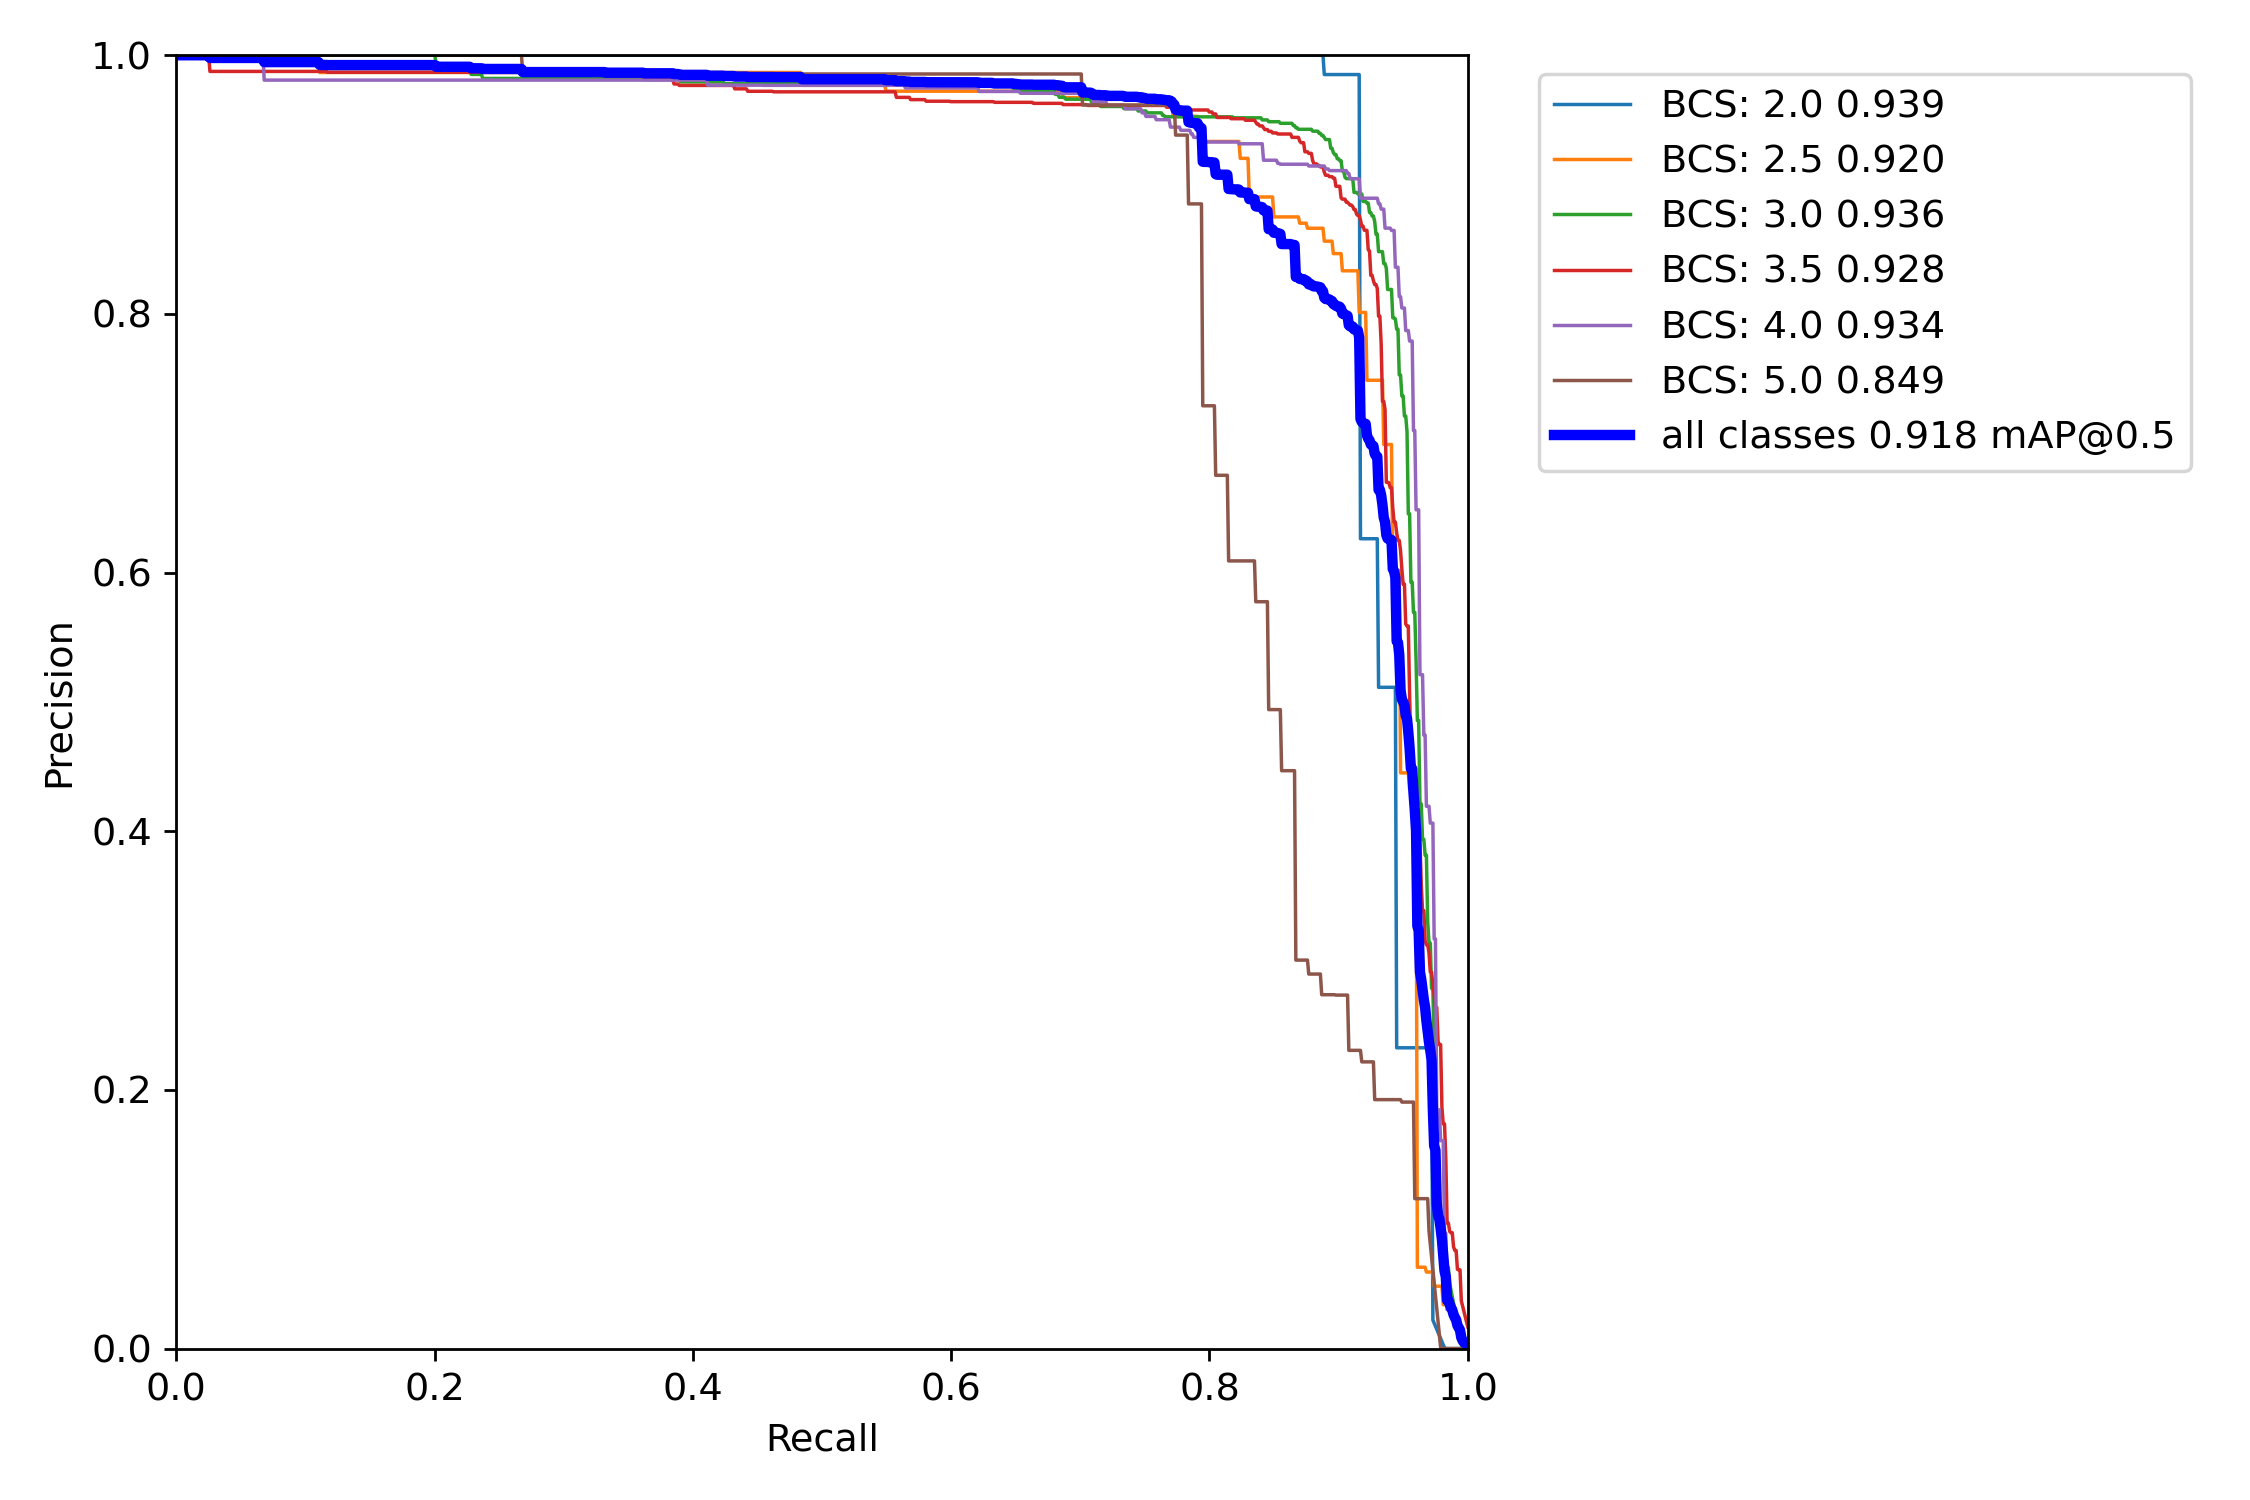 1.0
0.8
0.6
0.4
0.2
0.0
Precision
0.0 0.2 0.4 0.6 0.8 1.0
Recall
BCS: 2.0 0.939
BCS: 2.5 0.920
BCS: 3.0 0.936
BCS: 3.5 0.928
BCS: 4.0 0.934
BCS: 5.0 0.849
all classes 0.918 mAP@0.5